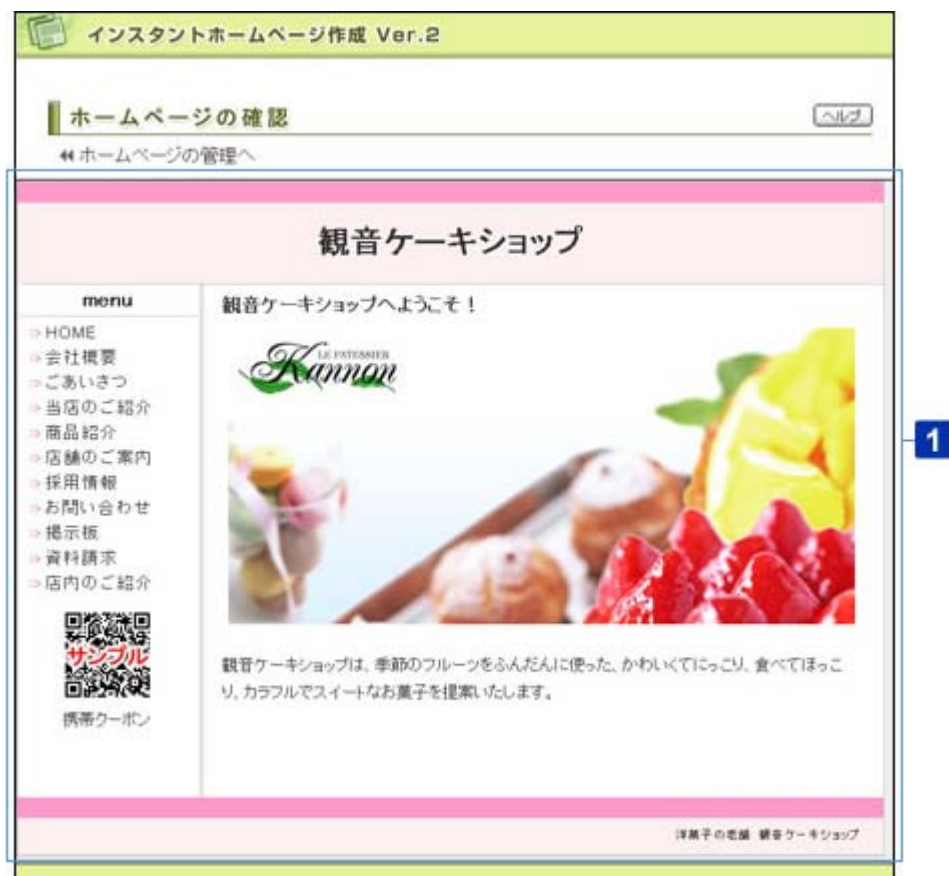 インスタントホームページ作成 Ver.2
ホームページの確認
ヘルプ
ホームページの管理へ
観音ケーキショップ
menu
HOME
会社概要
ごあいさつ
当店のご紹介
商品紹介
店舗のご案内
採用情報
お問い合わせ
掲示板
資料請求
店内のご紹介
サンプル
携帯クーポン
観音ケーキショップへようこそ！
LE PATISSIER
Kannon
観音ケーキショップは、季節のフルーツをふんだんに使った、かわいくてにっこり、食べてほっこ
り、カラフルでスイートなお菓子を提案いたします。
洋菓子の老舗 観音ケーキショップ
1